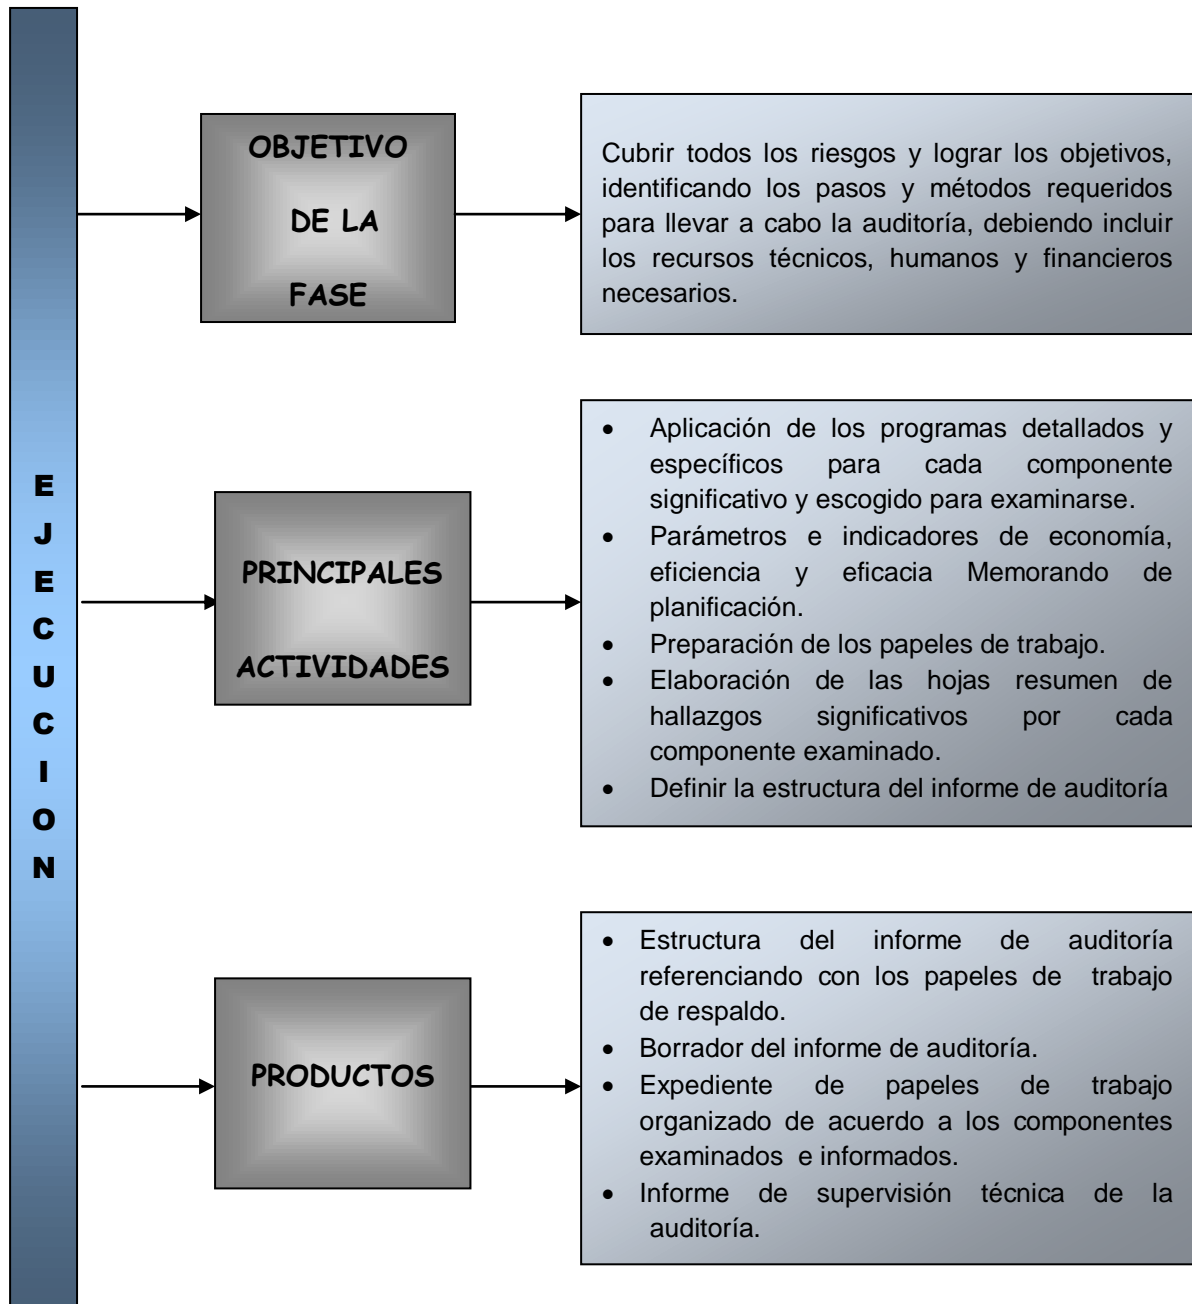 EJECUCION
OBJETIVO
DE LA
FASE
Cubrir todos los riesgos y lograr los objetivos,
identificando los pasos y métodos requeridos
para llevar a cabo la auditoría, debiendo incluir
los recursos técnicos, humanos y financieros
necesarios.
PRINCIPALES
ACTIVIDADES
• Aplicación de los programas detallados y
específicos para cada componente
significativo y escogido para examinarse.
• Parámetros e indicadores de economía,
eficiencia y eficacia Memorando de
planificación.
• Preparación de los papeles de trabajo.
• Elaboración de las hojas resumen de
hallazgos significativos por cada
componente examinado.
• Definir la estructura del informe de auditoría
PRODUCTOS
• Estructura del informe de auditoría
referenciando con los papeles de trabajo
de respaldo.
• Borrador del informe de auditoría.
• Expediente de papeles de trabajo
organizado de acuerdo a los componentes
examinados e informados.
• Informe de supervisión técnica de la
auditoría.